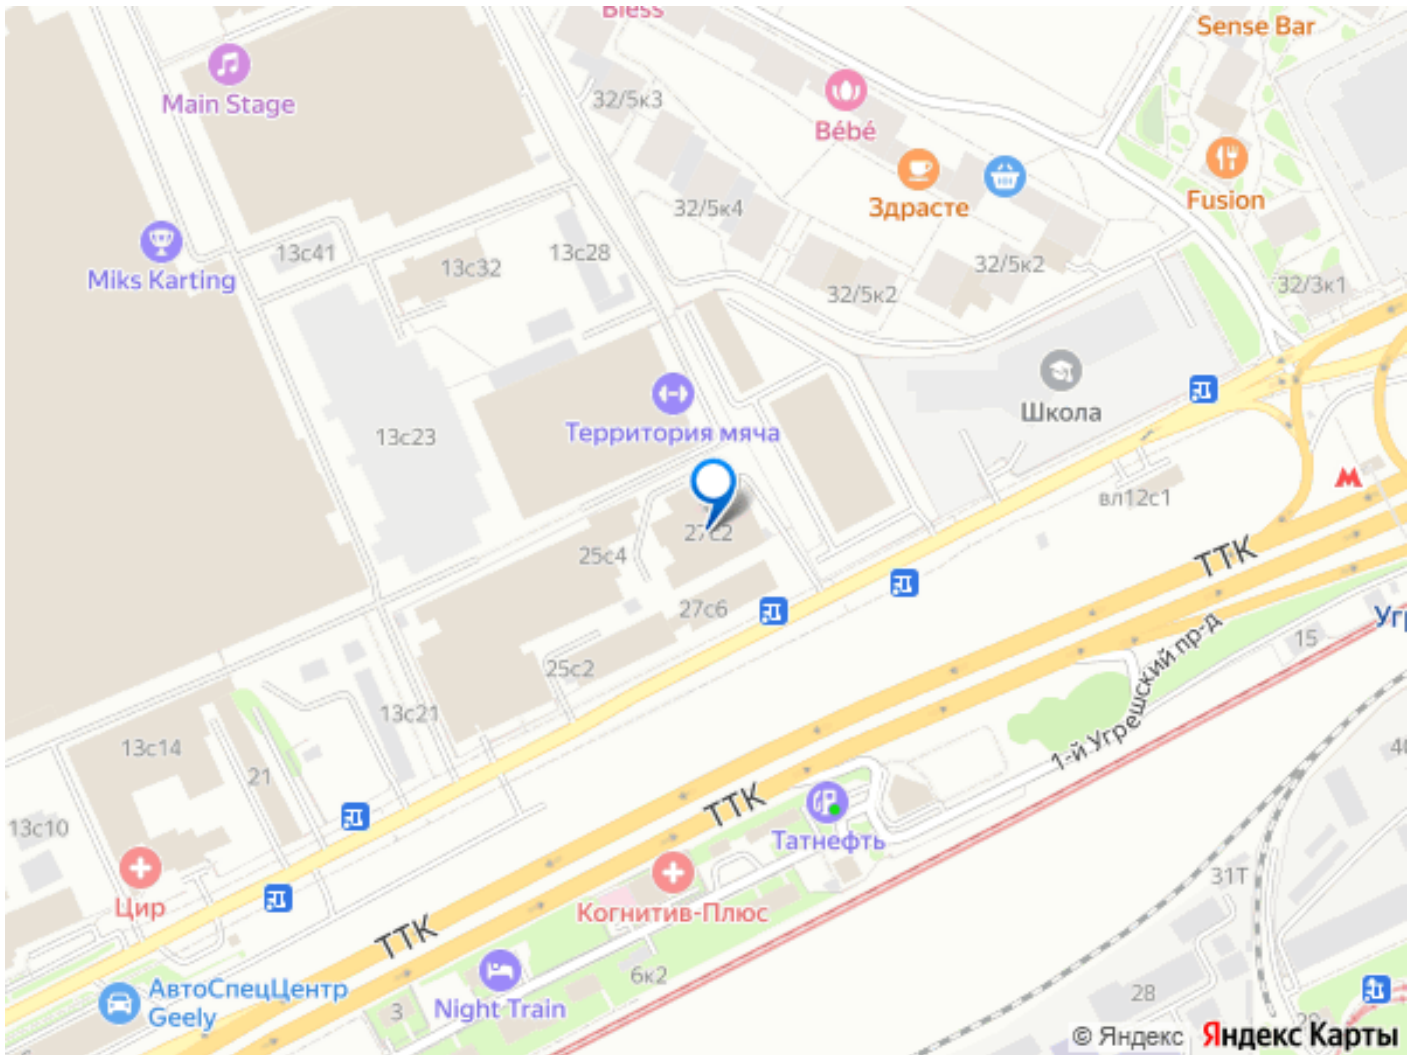 Bless
Sense Bar
Main Stage
32/5к3
Bébé
Fusion
Здрасте
32/5к4
Miks Karting
13с41
13с32
13с28
32/5к2
32/5к2
32/3к1
Школа
Территория мяча
13с23
вл12с1
27с2
25с4
ТТК
27с6
Угр
15
25с2
1-й Угрешский пр-д
13с21
13с14
21
ТТК
13с10
Татнефть
31Т
Цир
Когнитив-Плюс
ТТК
6к2
АвтоСпецЦентр
Geely
Night Train
3
28
© Яндекс Яндекс Карты